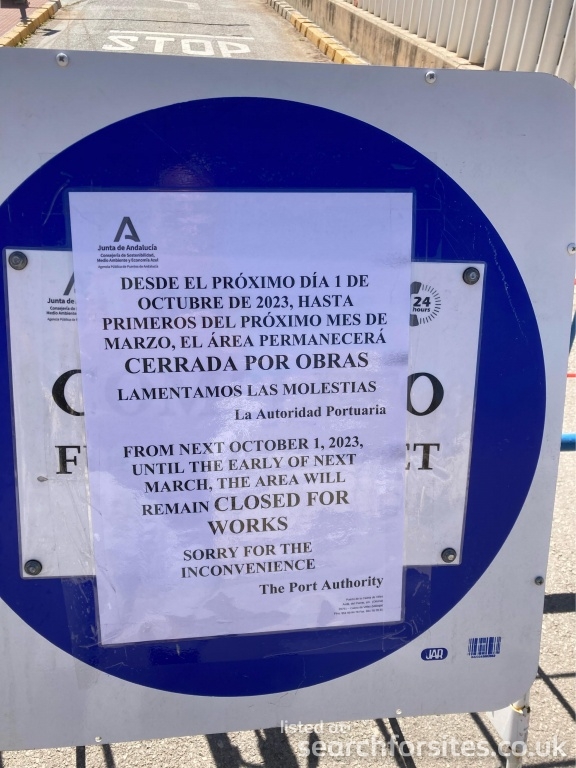 STOP
Junta de Andalucía
Consejería de Sostenibilidad,
Medio Ambiente y Economía Azul
Agencia Pública de Puertos de Andalucía
DESDE EL PRÓXIMO DÍA 1 DE
OCTUBRE DE 2023, HASTA
PRIMEROS DEL PRÓXIMO MES DE
MARZO, EL ÁREA PERMANECERÁ
CERRADA POR OBRAS
LAMENTAMOS LAS MOLESTIAS
La Autoridad Portuaria
FROM NEXT OCTOBER 1, 2023,
UNTIL THE EARLY OF NEXT
MARCH, THE AREA WILL
REMAIN CLOSED FOR
WORKS
SORRY FOR THE
INCONVENIENCE
The Port Authority
24
hours
JAR
listed at
searchforsites.co.uk